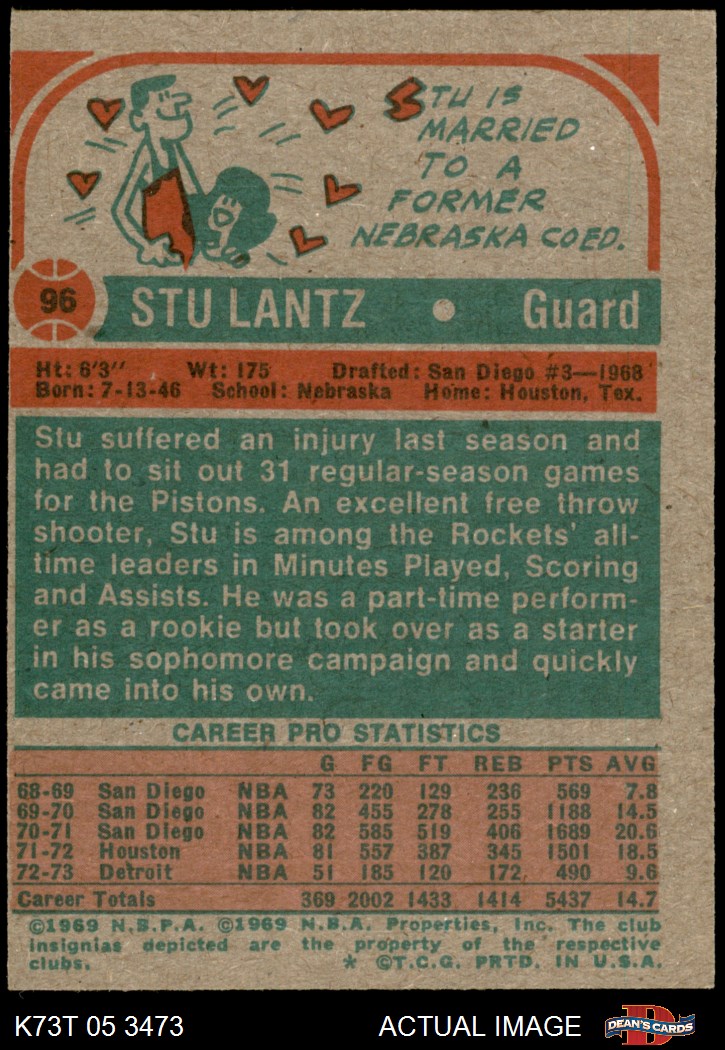 STU IS
MARRIED
TO A
FORMER
NEBRASKA COED.
96 STU LANTZ • Guard
Ht: 6'3" Wt: 175 Drafted: San Diego #3—1968
Born: 7-13-46 School: Nebraska Home: Houston, Tex.
Stu suffered an injury last season and
had to sit out 31 regular-season games
for the Pistons. An excellent free throw
shooter, Stu is among the Rockets' all-
time leaders in Minutes Played, Scoring
and Assists. He was a part-time perform-
er as a rookie but took over as a starter
in his sophomore campaign and quickly
came into his own.
CAREER PRO STATISTICS
G FG FT REB PTS AVG
68-69 San Diego NBA 73 220 129 236 569 7.8
69-70 San Diego NBA 82 455 278 255 1188 14.5
70-71 San Diego NBA 82 585 519 406 1689 20.6
71-72 Houston NBA 81 557 387 345 1501 18.5
72-73 Detroit NBA 51 185 120 172 490 9.6
Career Totals 369 2002 1433 1414 5437 14.7
©1969 N.B.P.A. ©1969 N.B.A. Properties, Inc. The club
insignias depicted are the property of the respective
clubs. * ©T.C.G. PRTD. IN U.S.A.
K73T 05 3473 ACTUAL IMAGE D DEAN'S CARDS